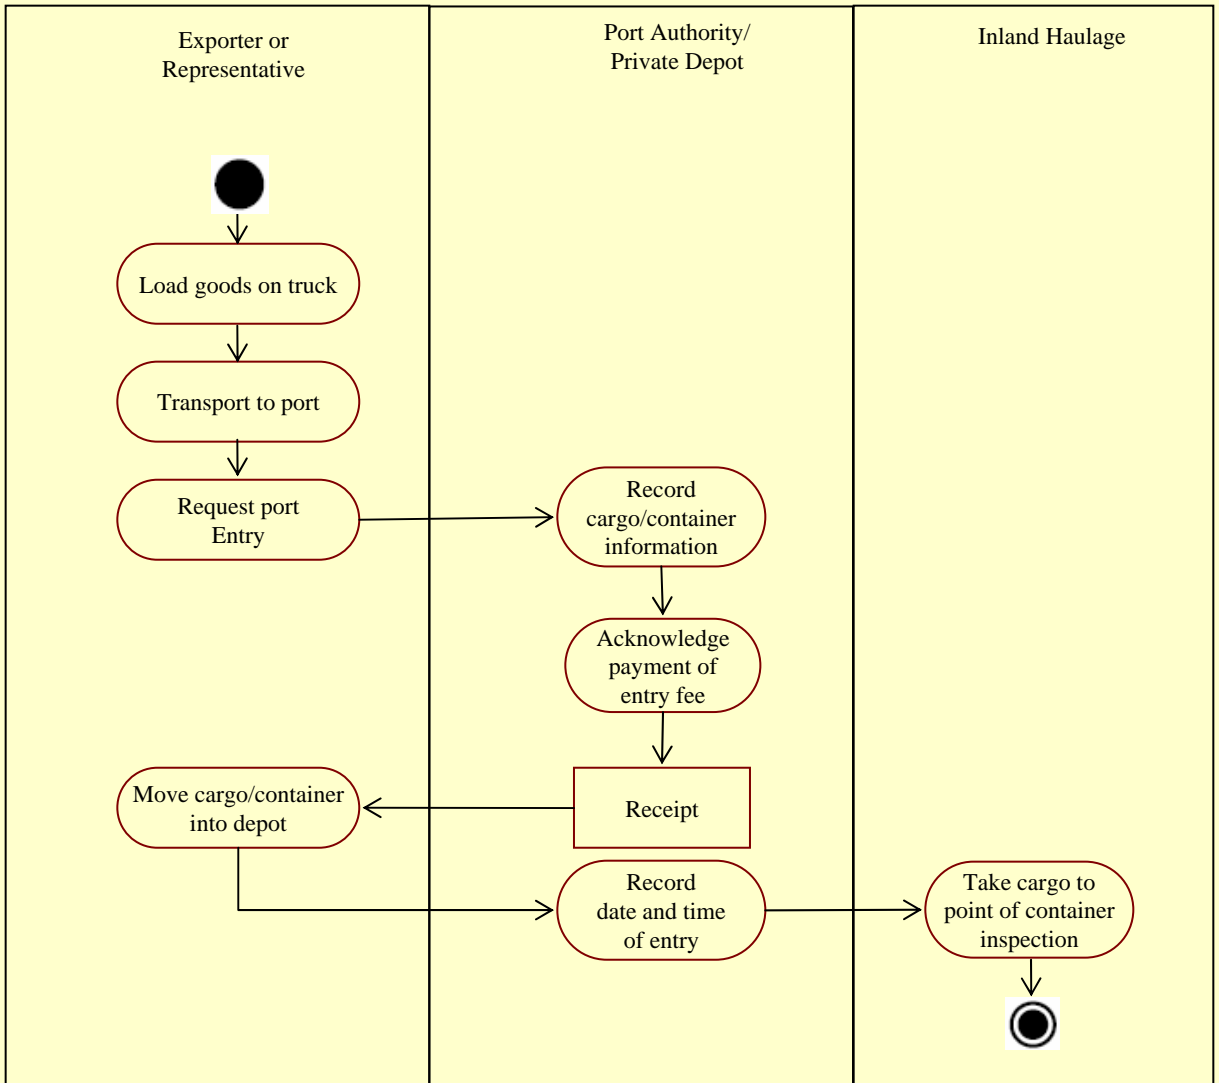 Exporter or
Representative
Port Authority/
Private Depot
Inland Haulage
Load goods on truck
Transport to port
Request port
Entry
Record
cargo/container
information
Acknowledge
payment of
entry fee
Receipt
Move cargo/container
into depot
Record
date and time
of entry
Take cargo to
point of container
inspection